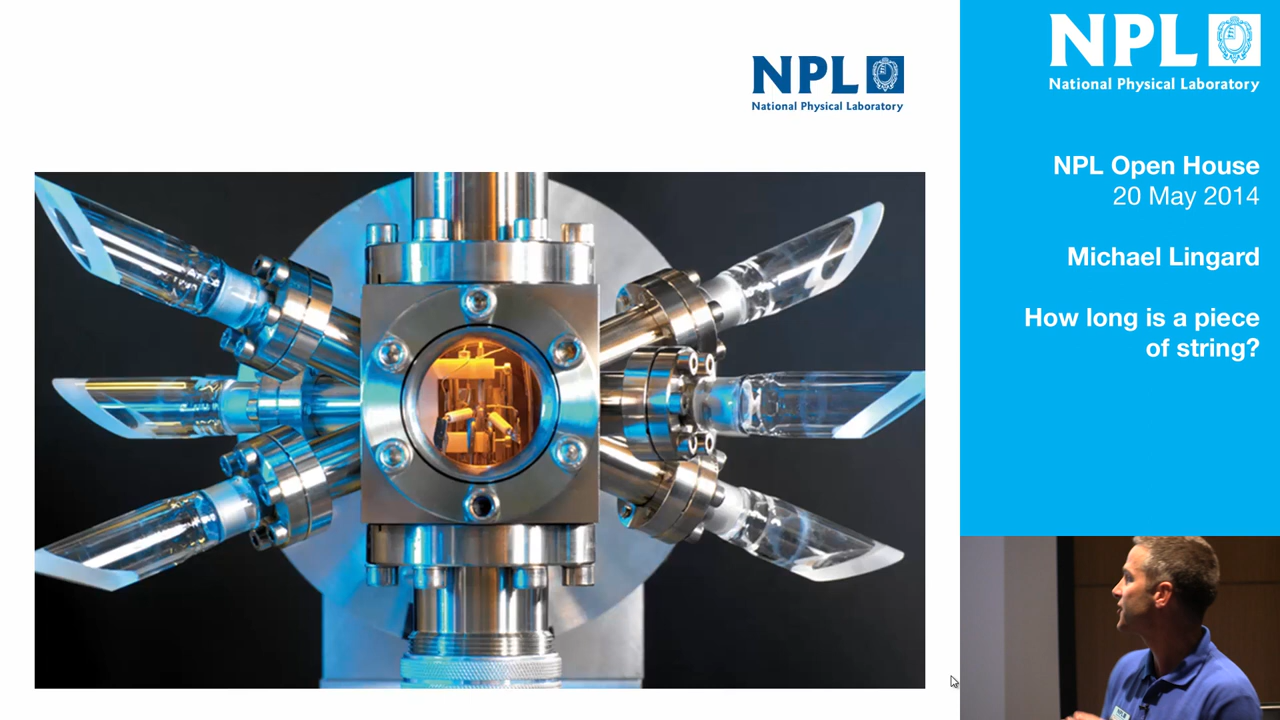 NPL
National Physical Laboratory
NPL
National Physical Laboratory
NPL Open House
20 May 2014
Michael Lingard
How long is a piece
of string?